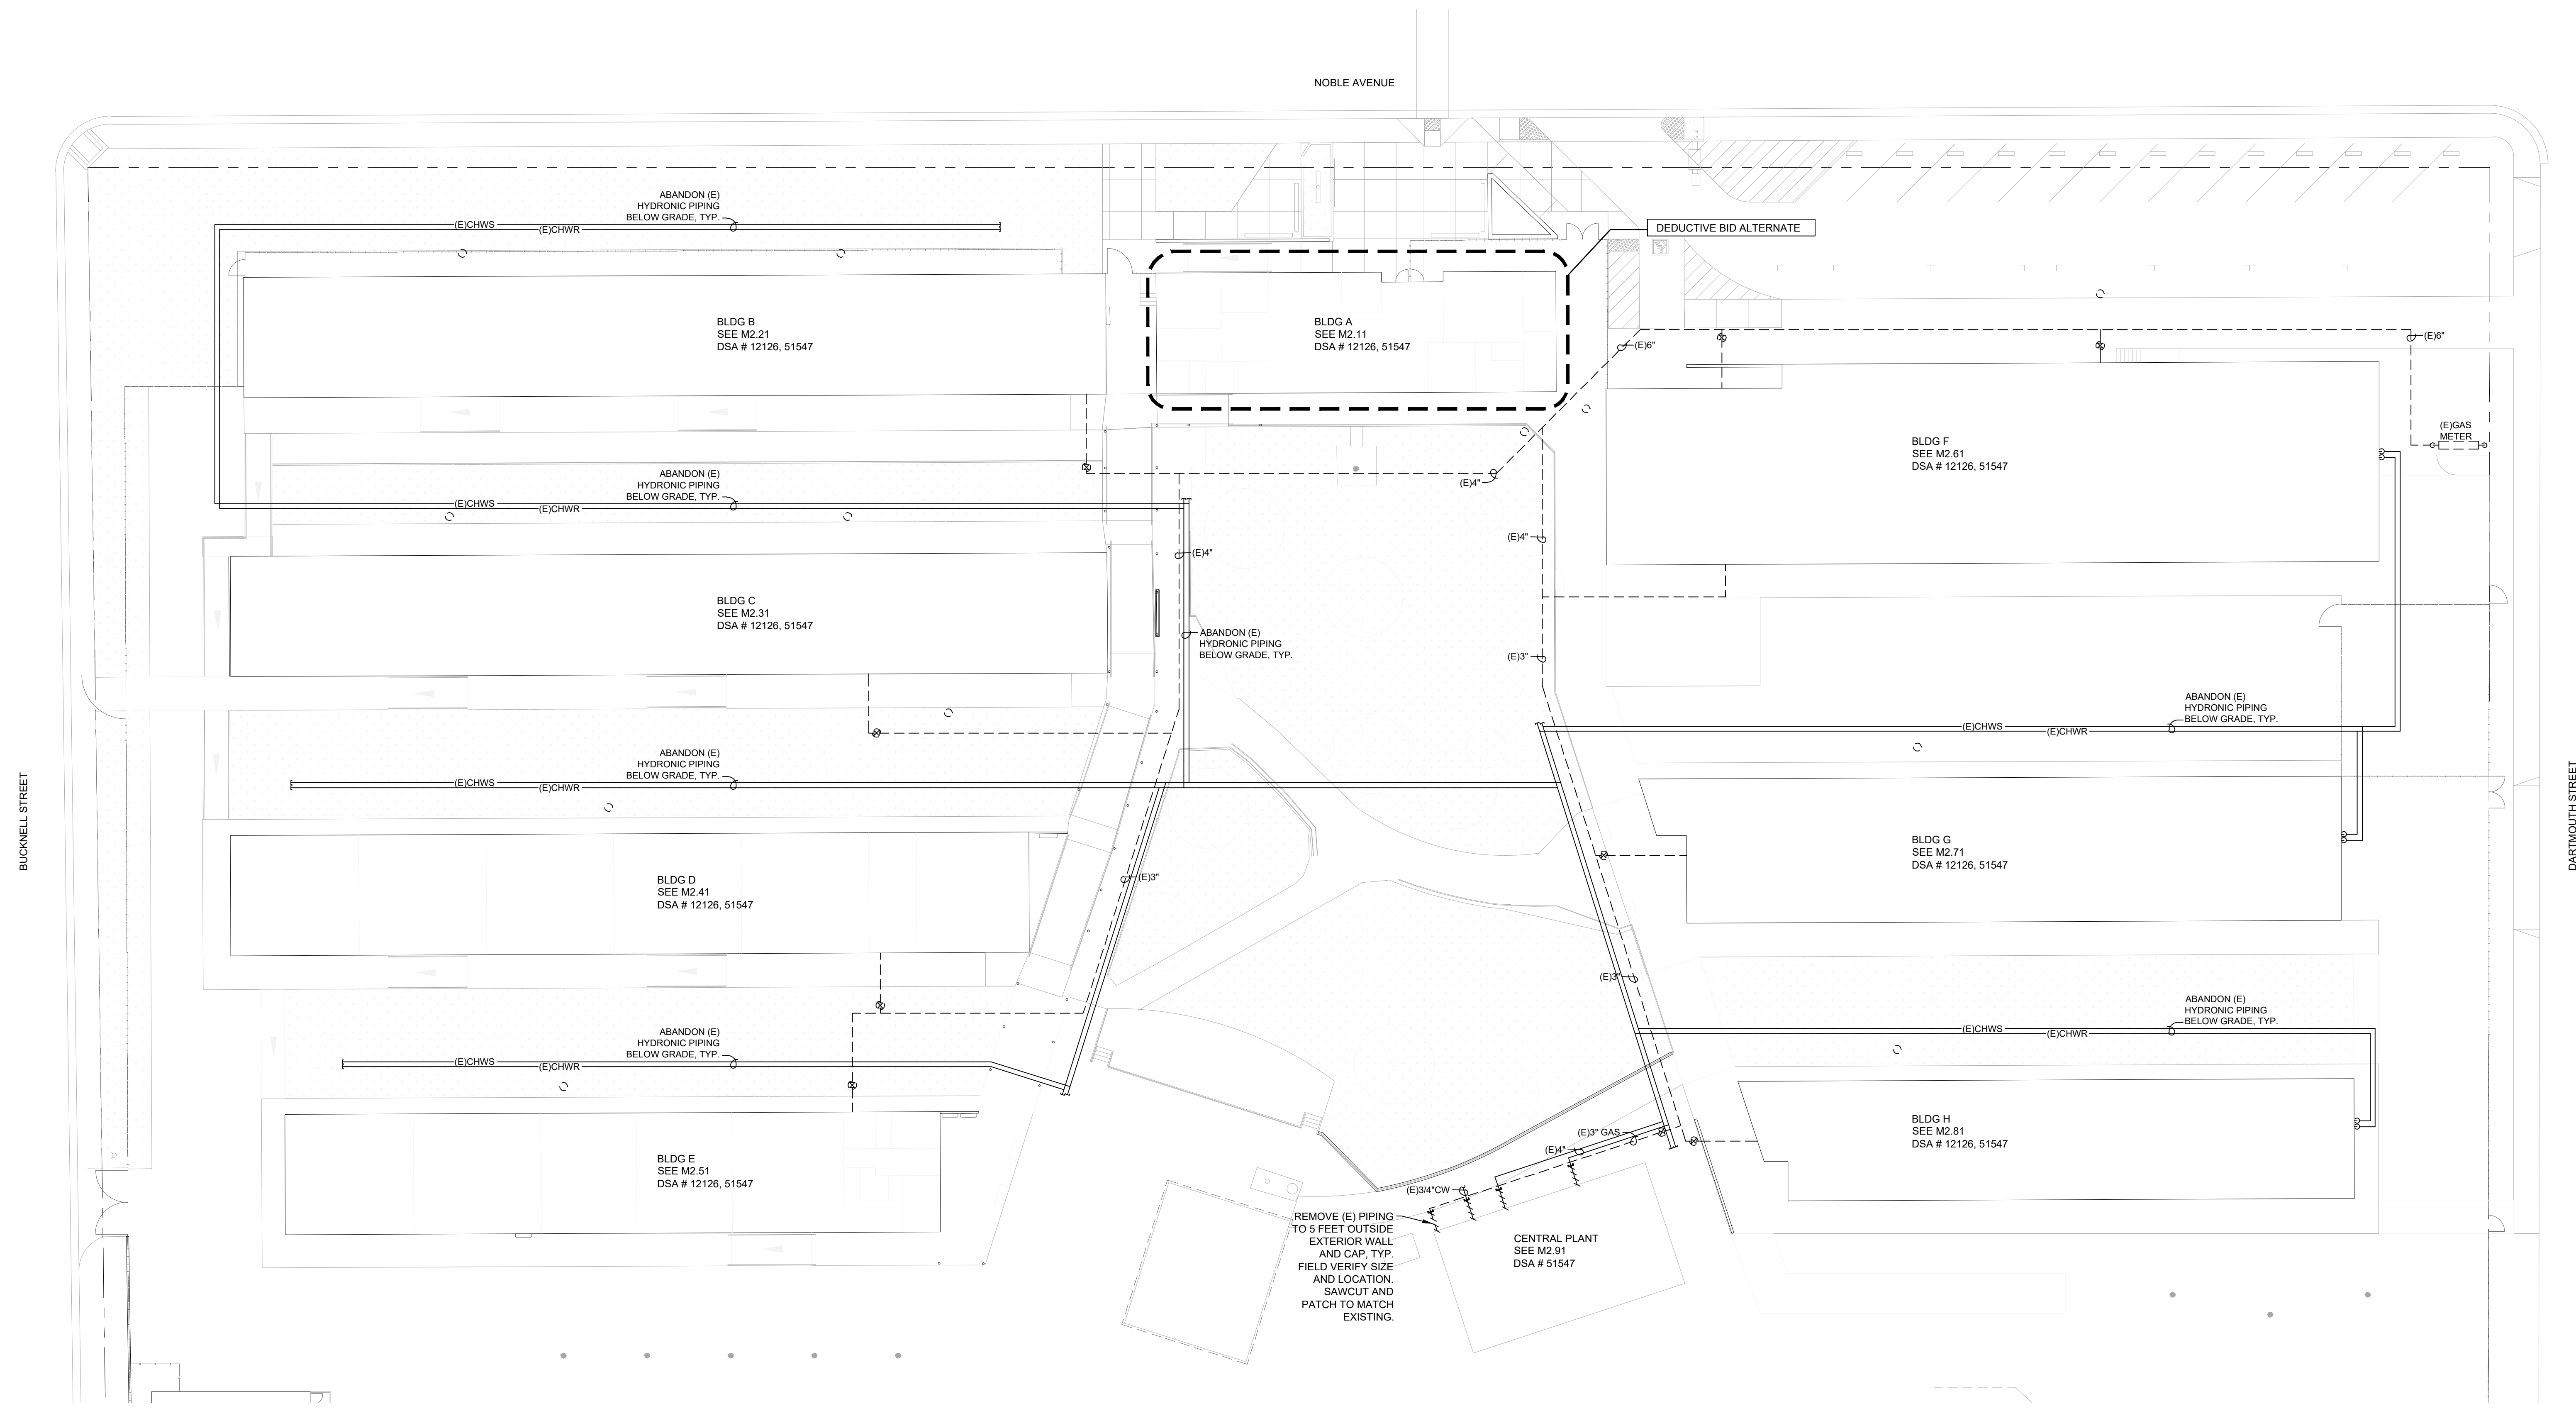 NOBLE AVENUE
ABANDON (E)
HYDRONIC PIPING
BELOW GRADE, TYP.
(E)CHWS
(E)CHWR
DEDUCTIVE BID ALTERNATE
BLDG B
SEE M2.21
DSA # 12126, 51547
BLDG A
SEE M2.11
DSA # 12126, 51547
(E)6"
(E)6"
(E)GAS
METER
BLDG F
SEE M2.61
DSA # 12126, 51547
ABANDON (E)
HYDRONIC PIPING
BELOW GRADE, TYP.
(E)CHWS
(E)CHWR
(E)4"
(E)4"
(E)4"
BLDG C
SEE M2.31
DSA # 12126, 51547
ABANDON (E)
HYDRONIC PIPING
BELOW GRADE, TYP.
(E)3"
ABANDON (E)
HYDRONIC PIPING
BELOW GRADE, TYP.
(E)CHWS
(E)CHWR
ABANDON (E)
HYDRONIC PIPING
BELOW GRADE, TYP.
(E)CHWS
(E)CHWR
BUCKNELL STREET
DARTMOUTH STREET
BLDG G
SEE M2.71
DSA # 12126, 51547
BLDG D
SEE M2.41
DSA # 12126, 51547
(E)3"
(E)3"
ABANDON (E)
HYDRONIC PIPING
BELOW GRADE, TYP.
(E)CHWS
(E)CHWR
ABANDON (E)
HYDRONIC PIPING
BELOW GRADE, TYP.
(E)CHWS
(E)CHWR
BLDG H
SEE M2.81
DSA # 12126, 51547
(E)3" GAS
(E)4"
BLDG E
SEE M2.51
DSA # 12126, 51547
(E)3/4"CW
REMOVE (E) PIPING
TO 5 FEET OUTSIDE
EXTERIOR WALL
AND CAP, TYP.
FIELD VERIFY SIZE
AND LOCATION.
SAWCUT AND
PATCH TO MATCH
EXISTING.
CENTRAL PLANT
SEE M2.91
DSA # 51547